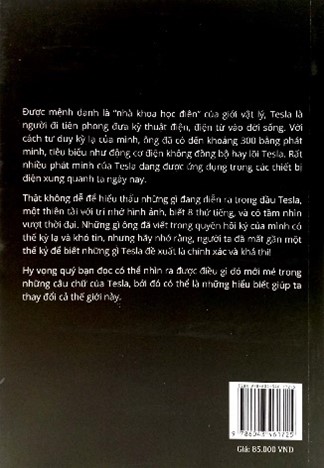 Được mệnh danh là “nhà khoa học điên” của giới vật lý, Tesla là
người đi tiên phong đưa kỹ thuật điện, điện tử vào đời sống. Với
cách tư duy kỳ lạ của mình, ông đã có đến khoảng 300 bằng phát
minh, tiêu biểu như động cơ điện không đồng bộ hay lõi Tesla. Rất
nhiều phát minh của Tesla đang được ứng dụng trong các thiết bị
điện xung quanh ta ngày nay.
Thật không dễ để hiểu thấu những gì đang diễn ra trong đầu Tesla,
một thiên tài với trí nhớ hình ảnh, biết 8 thứ tiếng, và có tầm nhìn
vượt thời đại. Những gì ông đã viết trong quyển hồi ký của mình có
thể kỳ lạ và khó tin, nhưng hãy nhớ rằng, người ta đã mất gần một
thế kỷ để biết những gì Tesla đề xuất là chính xác và khả thi!
Hy vọng quý bạn đọc có thể nhìn ra được điều gì đó mới mẻ trong
những câu chữ của Tesla, bởi đó có thể là những hiểu biết giúp ta
thay đổi cả thế giới này.
Giá: 85.000 VND